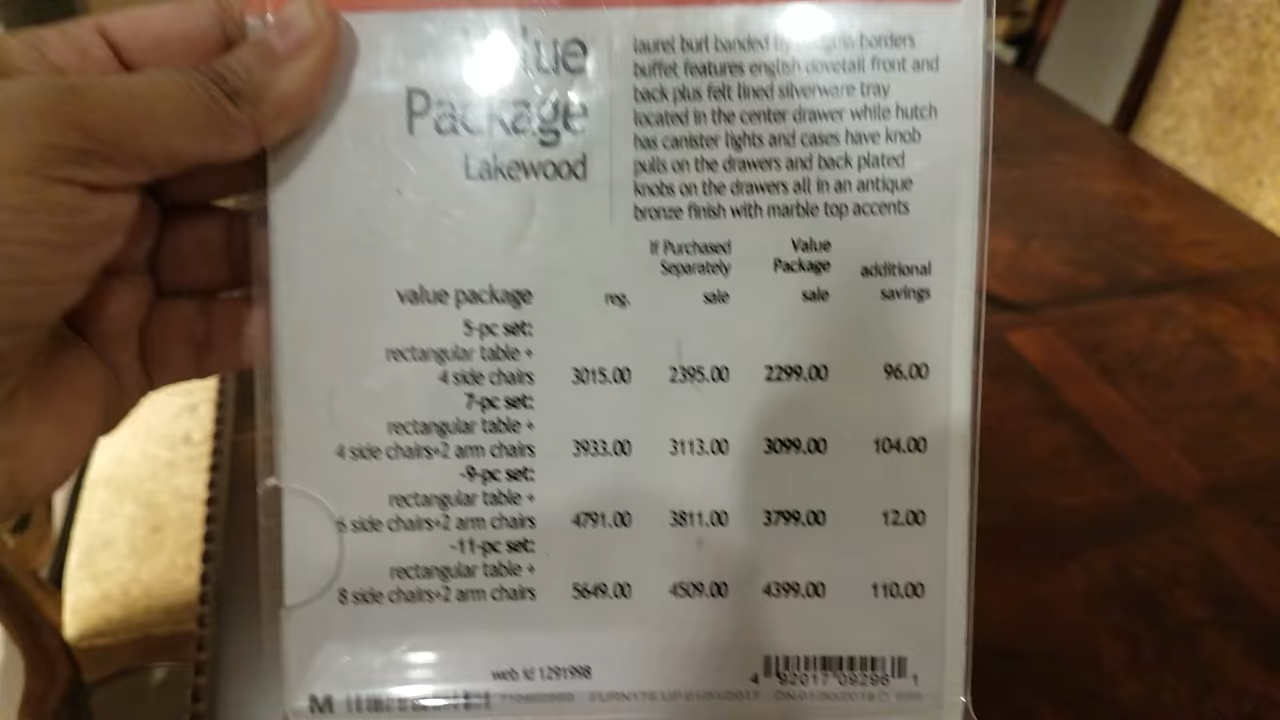 Value
Package
Lakewood
laurel burl banded by borders
buffet features english dovetail front and
back plus felt lined silverware tray
located in the center drawer while hutch
has canister lights and cases have knob
pulls on the drawers and back plated
knobs on the drawers all in an antique
bronze finish with marble top accents
If Purchased Separately
Value Package
additional
value package reg. sale sale savings
5-pc set:
rectangular table +
4 side chairs 3015.00 2395.00 2299.00 96.00
7-pc set:
rectangular table +
4 side chairs+2 arm chairs 3933.00 3113.00 3099.00 104.00
-9-pc set:
rectangular table +
6 side chairs+2 arm chairs 4791.00 3811.00 3799.00 12.00
-11-pc set:
rectangular table +
8 side chairs+2 arm chairs 5649.00 4509.00 4399.00 110.00
web id 1291998
4 92017 09296 1
M